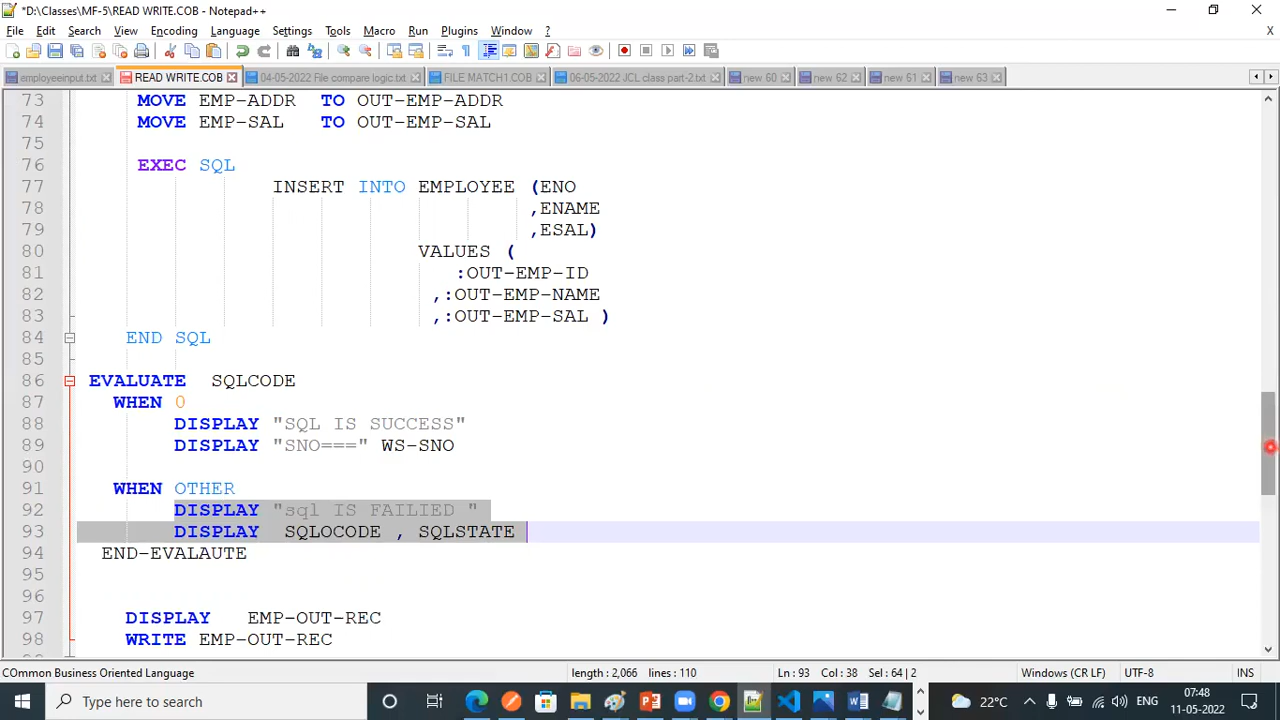 *D:\Classes\MF-5\READ WRITE.COB - Notepad++
File Edit Search View Encoding Language Settings Tools Macro Run Plugins Window ? X
employeeinput.txt READ WRITE.COB 04-05-2022 File compare logic.txt FILE MATCH1.COB 06-05-2022 JCL class part-2.txt new 60 new 62 new 61 new 63
73 MOVE EMP-ADDR TO OUT-EMP-ADDR
74 MOVE EMP-SAL TO OUT-EMP-SAL
75
76 EXEC SQL
77 INSERT INTO EMPLOYEE (ENO
78 ,ENAME
79 ,ESAL)
80 VALUES (
81 :OUT-EMP-ID
82 ,:OUT-EMP-NAME
83 ,:OUT-EMP-SAL )
84 END SQL
85
86 EVALUATE SQLCODE
87 WHEN 0
88 DISPLAY "SQL IS SUCCESS"
89 DISPLAY "SNO===" WS-SNO
90
91 WHEN OTHER
92 DISPLAY "sql IS FAILIED "
93 DISPLAY SQLOCODE , SQLSTATE
94 END-EVALAUTE
95
96
97 DISPLAY EMP-OUT-REC
98 WRITE EMP-OUT-REC
COmmon Business Oriented Language length : 2,066 lines : 110 Ln : 93 Col : 38 Sel : 64 | 2 Windows (CR LF) UTF-8 INS
Type here to search 22°C ENG 07:48
11-05-2022